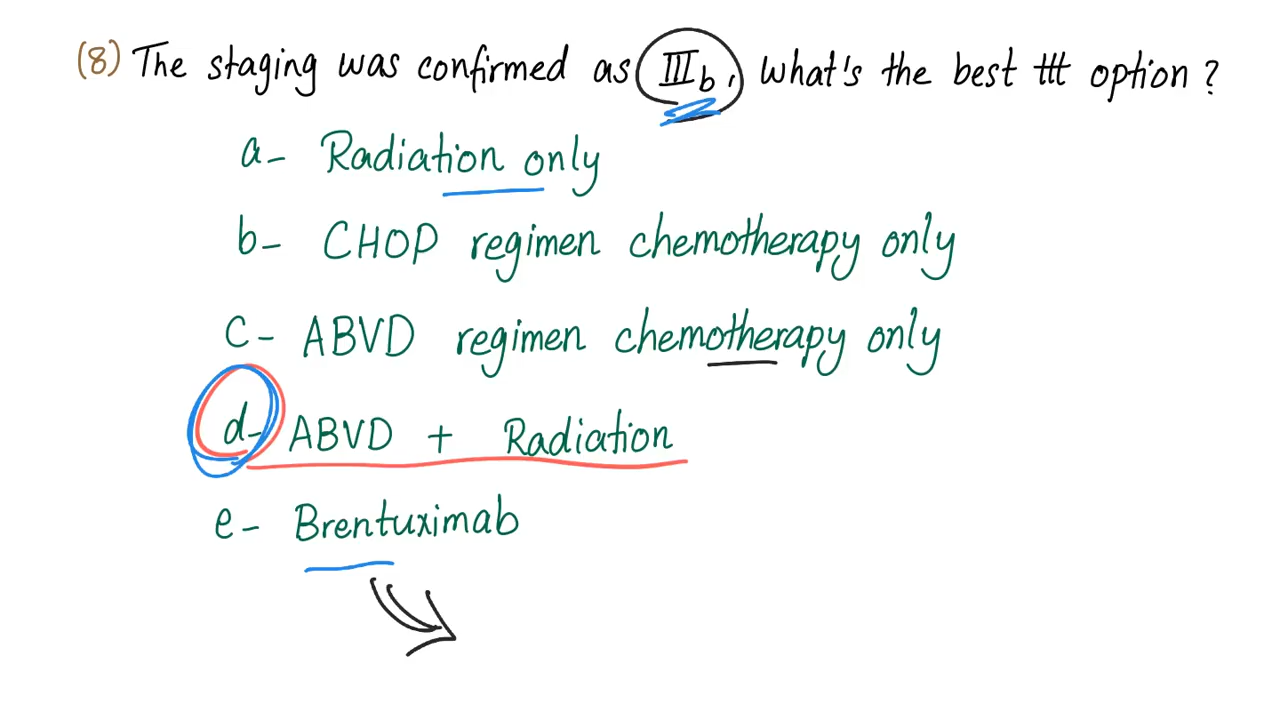 (8) The staging was confirmed as IIIb, what's the best ttt option?
a- Radiation only
b- CHOP regimen chemotherapy only
c- ABVD regimen chemotherapy only
d- ABVD + Radiation
e- Brentuximab